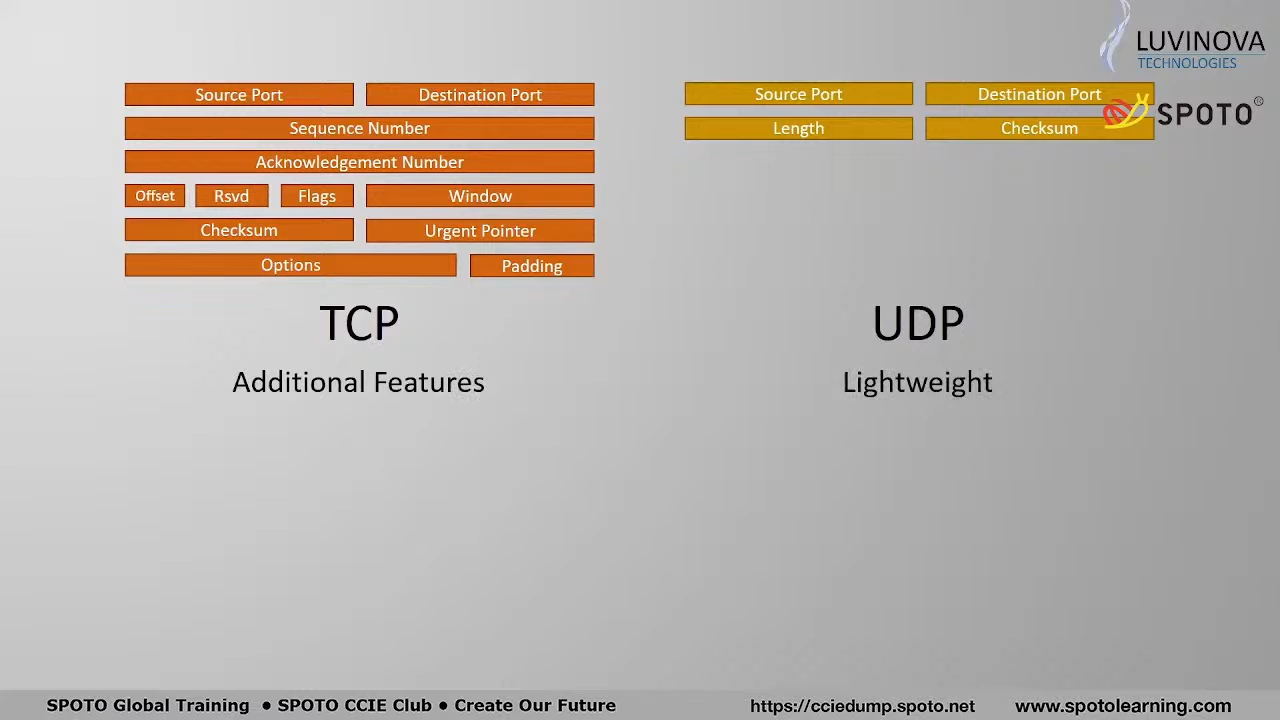 LUVINOVA
TECHNOLOGIES
SPOTO®
Source Port Destination Port
Sequence Number
Acknowledgement Number
Offset Rsvd Flags Window
Checksum Urgent Pointer
Options Padding
TCP
Additional Features
Source Port Destination Port
Length Checksum
UDP
Lightweight
SPOTO Global Training ● SPOTO CCIE Club ● Create Our Future
https://cciedump.spoto.net www.spotolearning.com